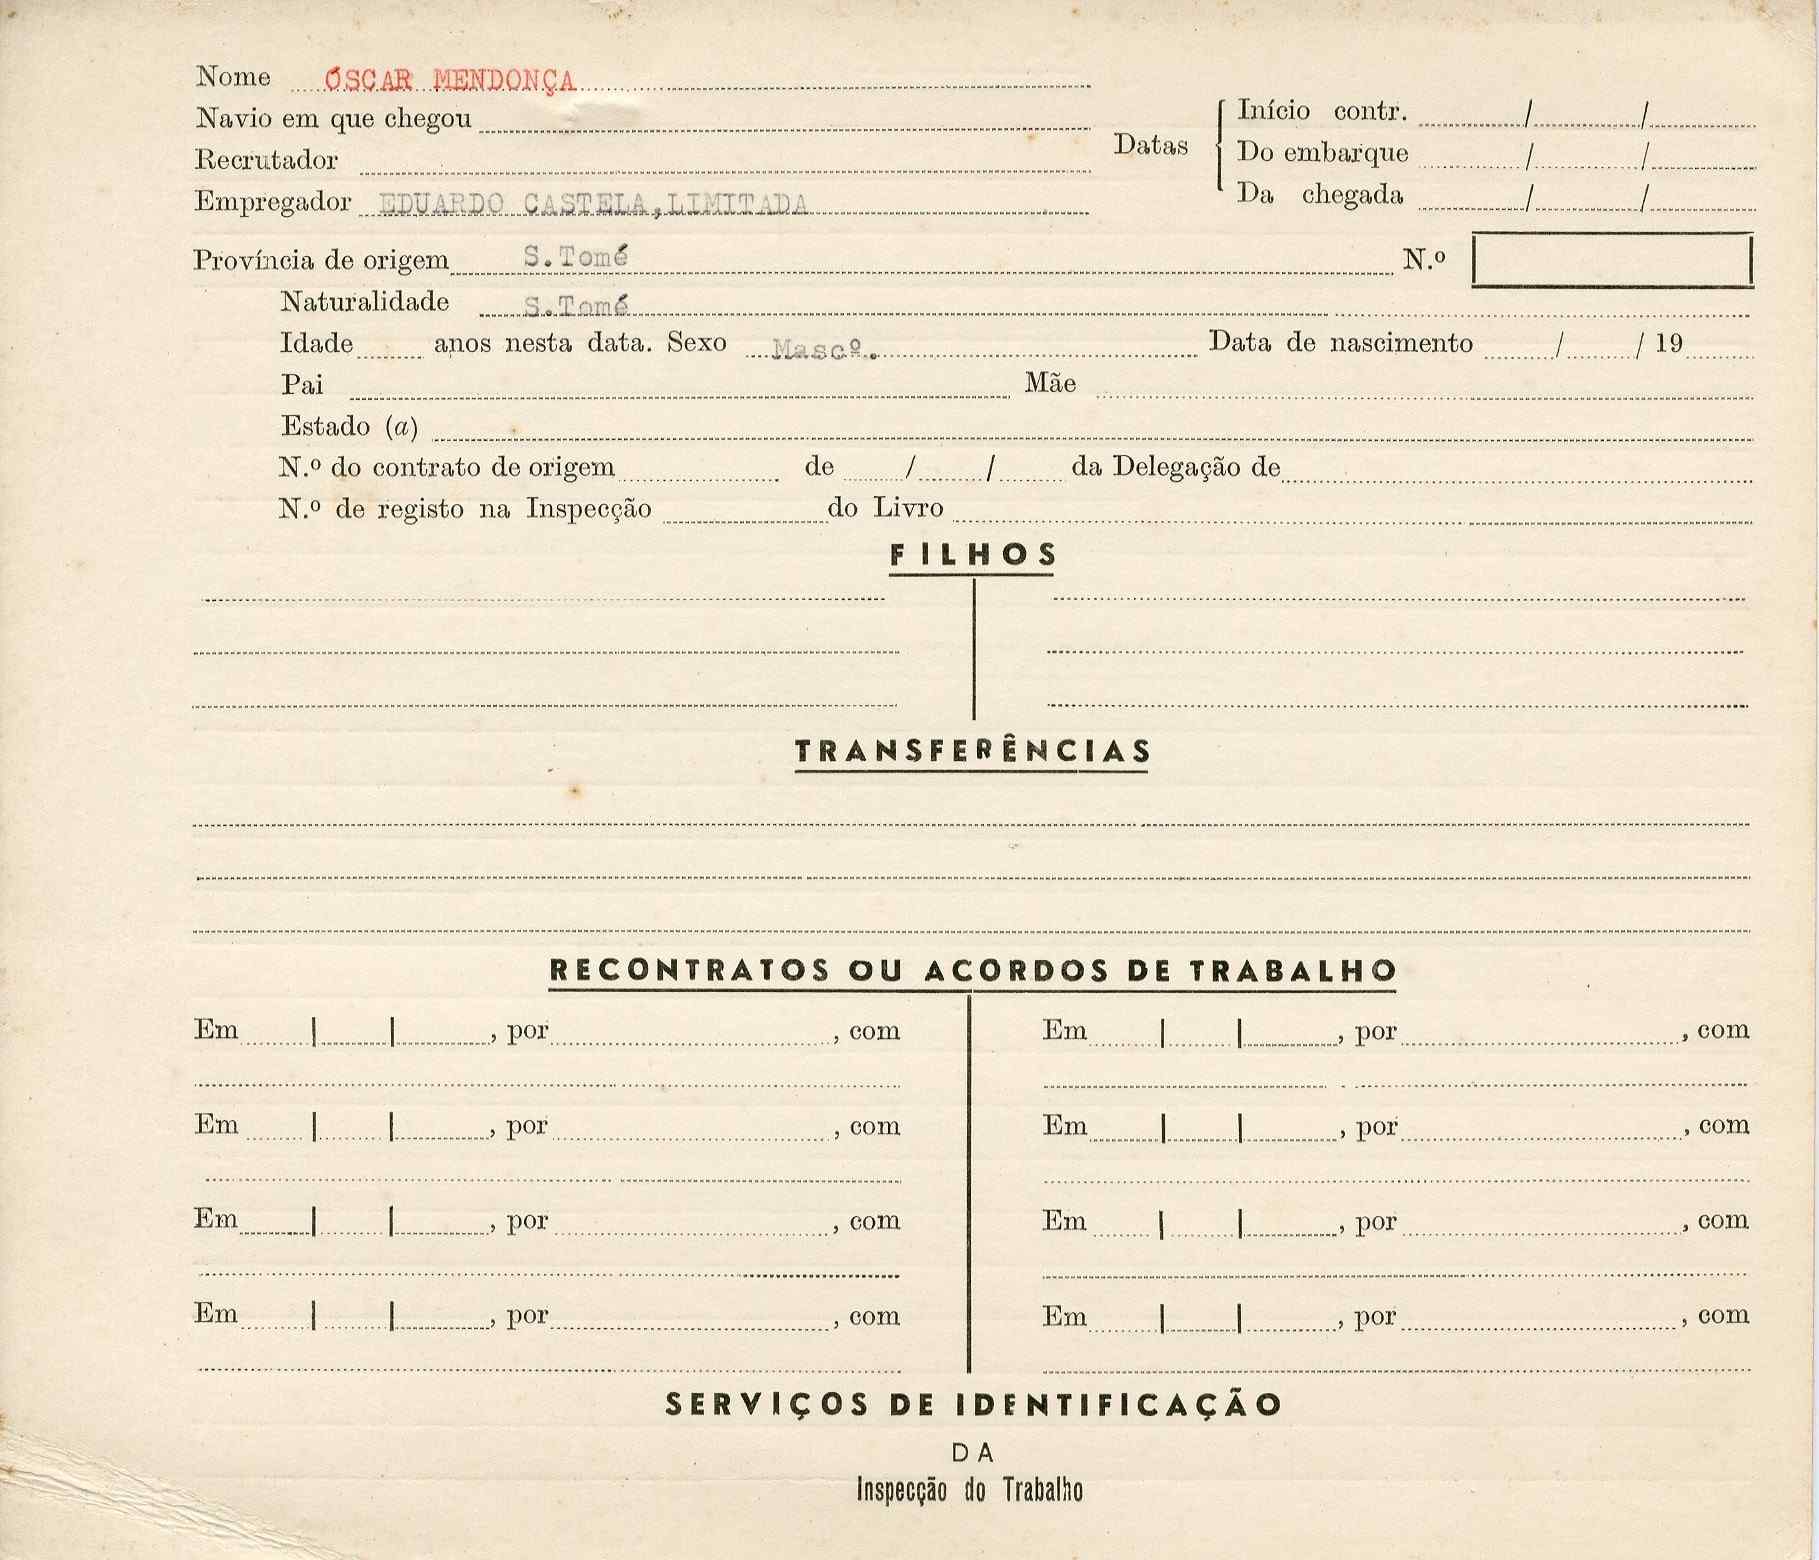 Nome ÓSCAR MENDONÇA
Navio em que chegou
Recrutador
Empregador EDUARDO CASTELA, LIMITADA
Datas
Início contr. / /
Do embarque / /
Da chegada / /
Província de origem S.Tomé N.º
Naturalidade S.Tomé
Idade anos nesta data. Sexo Mascº. Data de nascimento / / 19
Pai Mãe
Estado (a)
N.º do contrato de origem de / / da Delegação de
N.º de registo na Inspecção do Livro
FILHOS
TRANSFERÊNCIAS
RECONTRATOS OU ACORDOS DE TRABALHO
Em | | , por , com Em | | , por , com
Em | | , por , com Em | | , por , com
Em | | , por , com Em | | , por , com
Em | | , por , com Em | | , por , com
SERVIÇOS DE IDENTIFICAÇÃO
DA
Inspecção do Trabalho